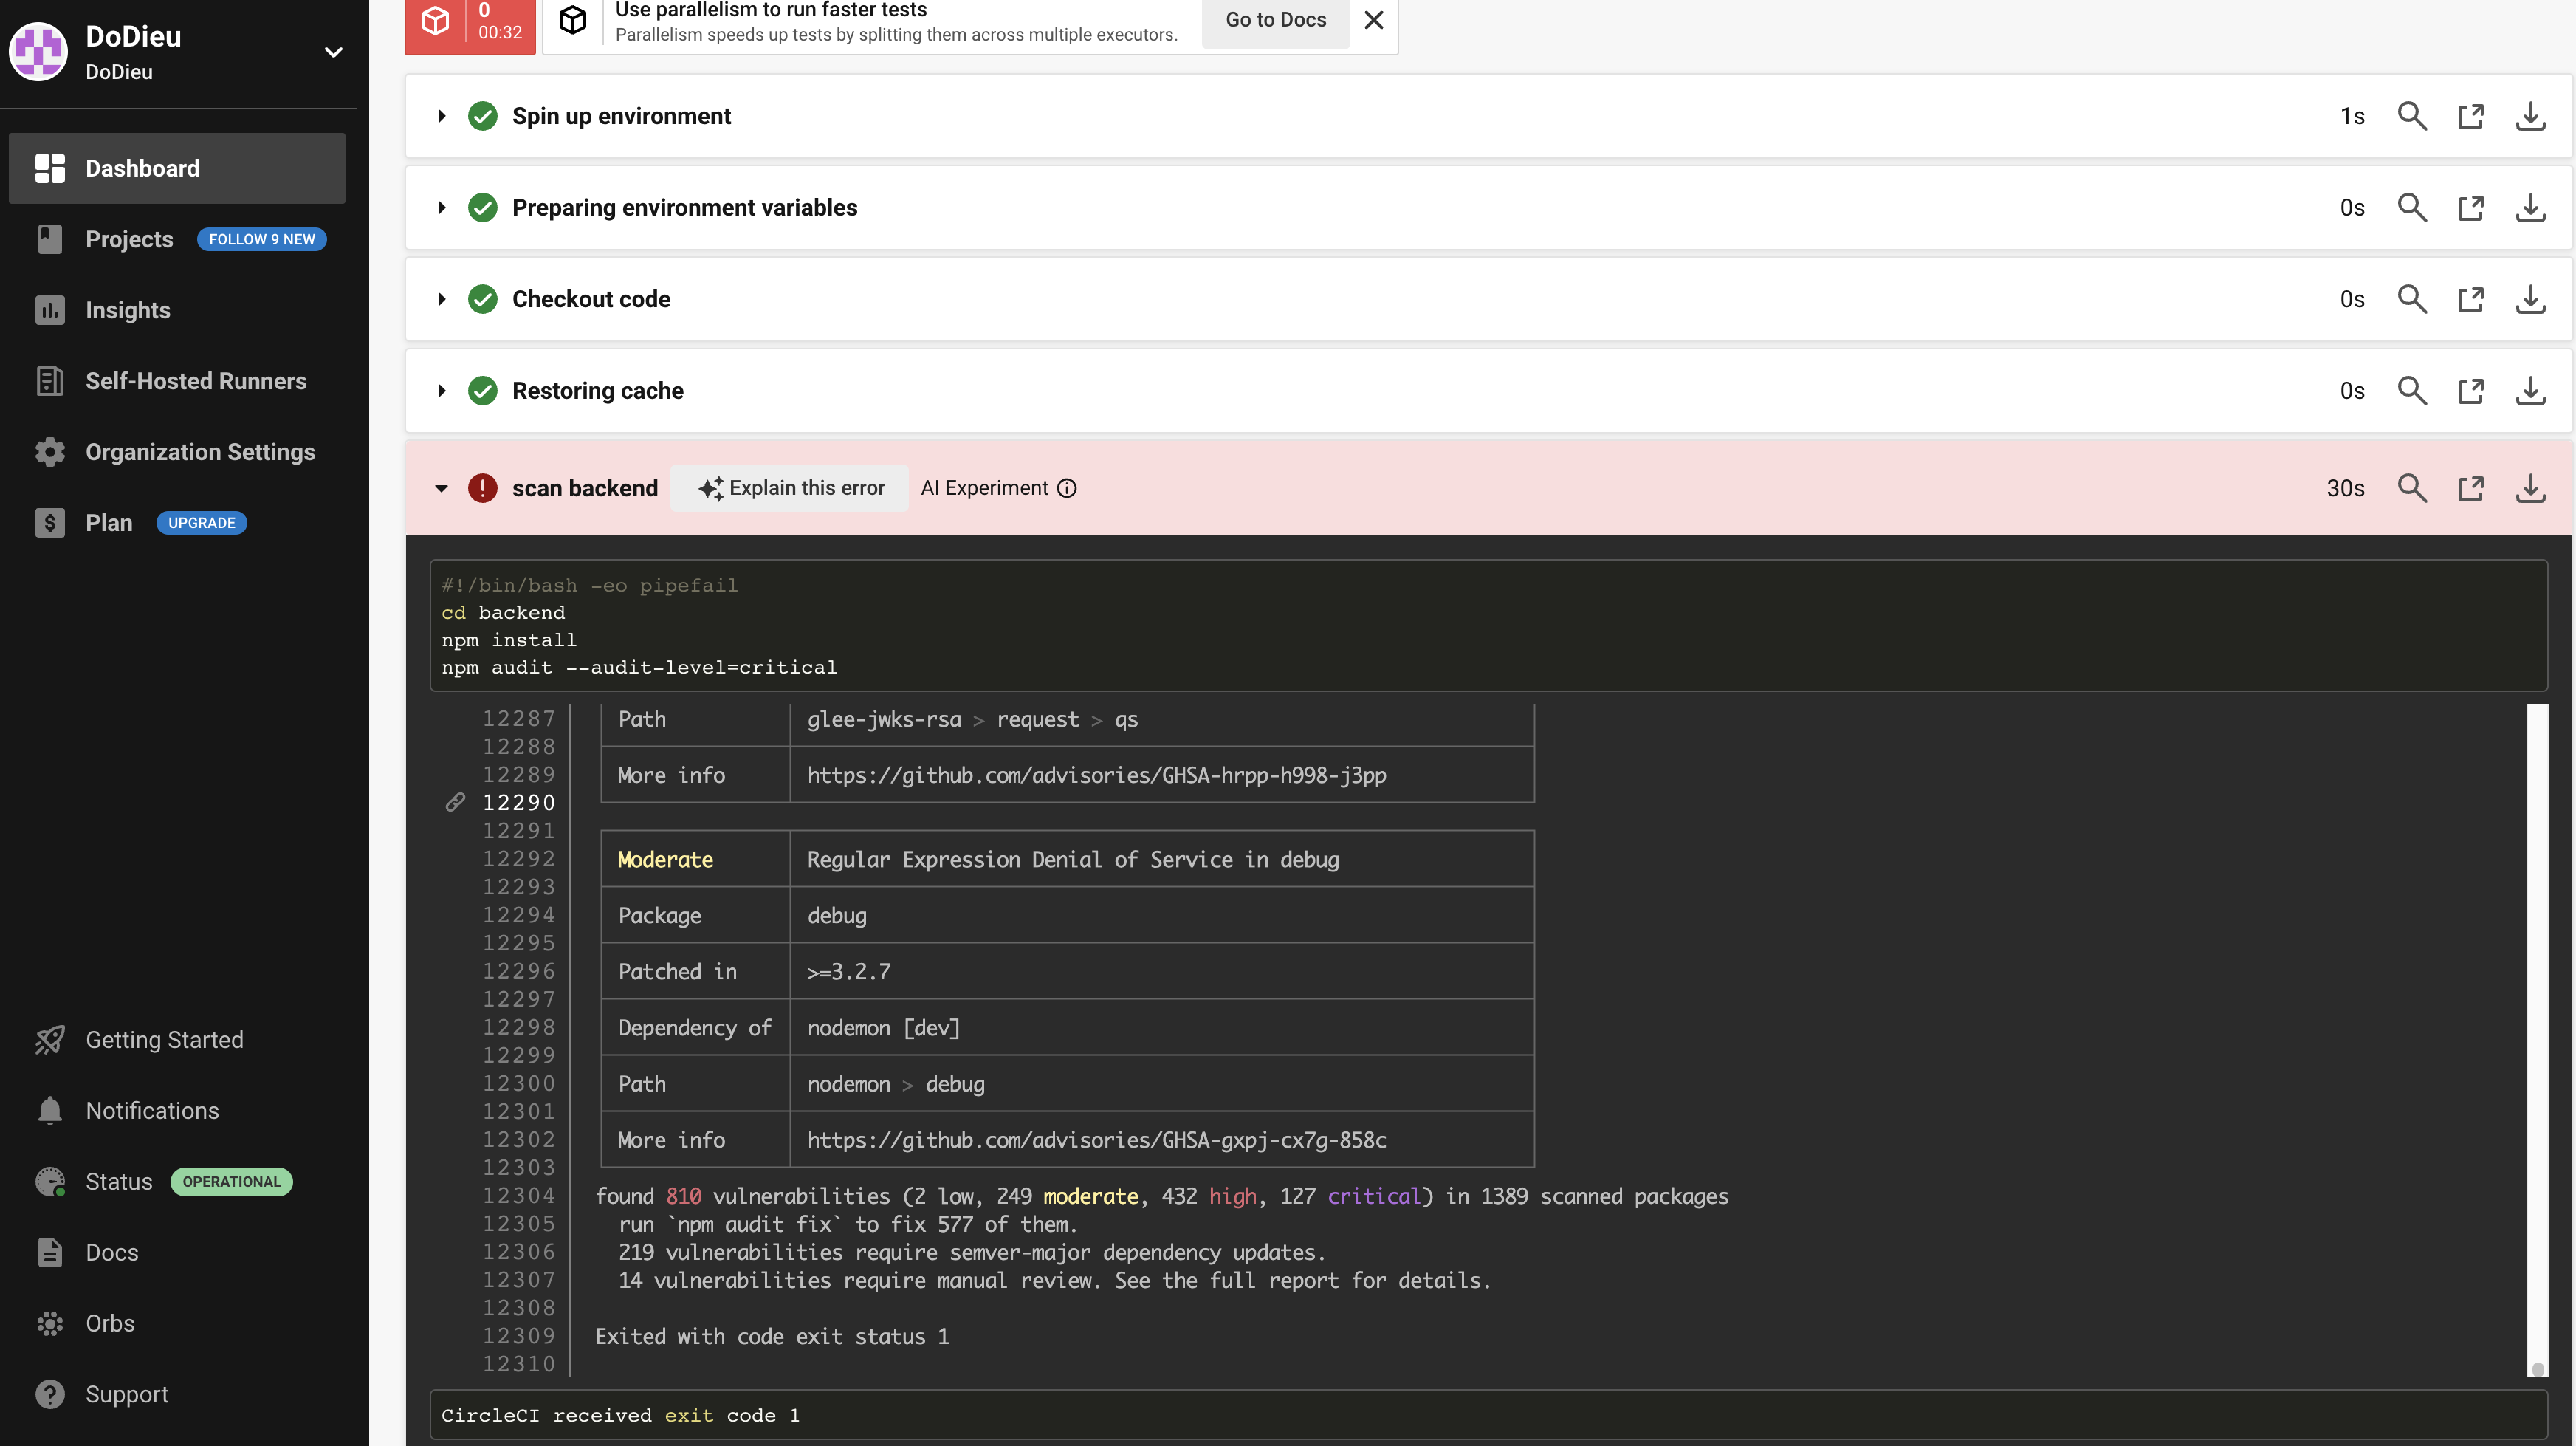 DoDieu
DoDieu
Dashboard
Projects FOLLOW 9 NEW
Insights
Self-Hosted Runners
Organization Settings
Plan UPGRADE
Getting Started
Notifications
Status OPERATIONAL
Docs
Orbs
Support
0
00:32
Use parallelism to run faster tests
Parallelism speeds up tests by splitting them across multiple executors.
Go to Docs
Spin up environment 1s
Preparing environment variables 0s
Checkout code 0s
Restoring cache 0s
scan backend Explain this error AI Experiment 30s
#!/bin/bash -eo pipefail
cd backend
npm install
npm audit --audit-level=critical
12287 Path glee-jwks-rsa > request > qs
12288
12289 More info https://github.com/advisories/GHSA-hrpp-h998-j3pp
12290
12291
12292 Moderate Regular Expression Denial of Service in debug
12293
12294 Package debug
12295
12296 Patched in >=3.2.7
12297
12298 Dependency of nodemon [dev]
12299
12300 Path nodemon > debug
12301
12302 More info https://github.com/advisories/GHSA-gxpj-cx7g-858c
12303
12304 found 810 vulnerabilities (2 low, 249 moderate, 432 high, 127 critical) in 1389 scanned packages
12305 run `npm audit fix` to fix 577 of them.
12306 219 vulnerabilities require semver-major dependency updates.
12307 14 vulnerabilities require manual review. See the full report for details.
12308
12309 Exited with code exit status 1
12310
CircleCI received exit code 1